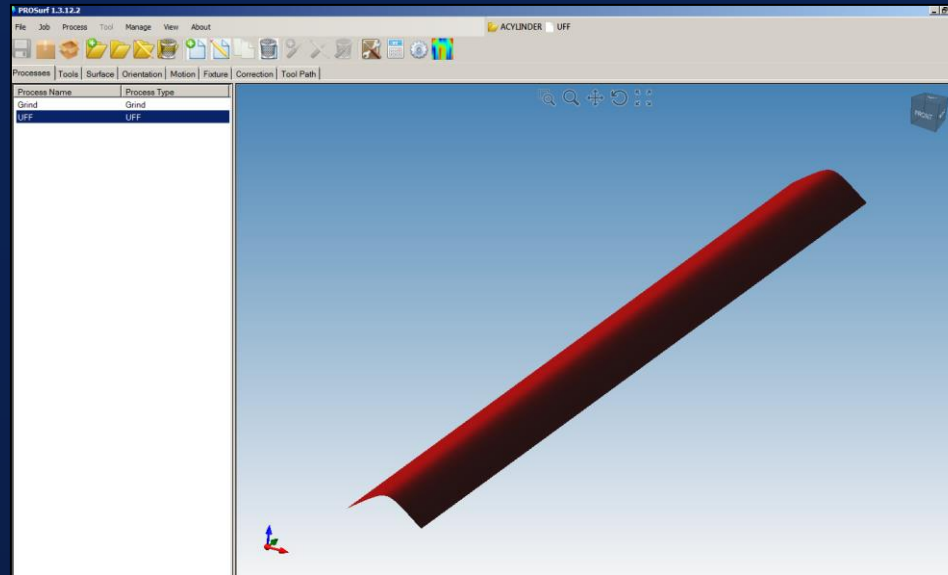 PROSurf 1.3.12.2
File Job Process Tool Manage View About
ACYLINDER UFF
Processes Tools Surface Orientation Motion Fixture Correction Tool Path
Process Name Process Type
Grind Grind
UFF UFF
FRONT